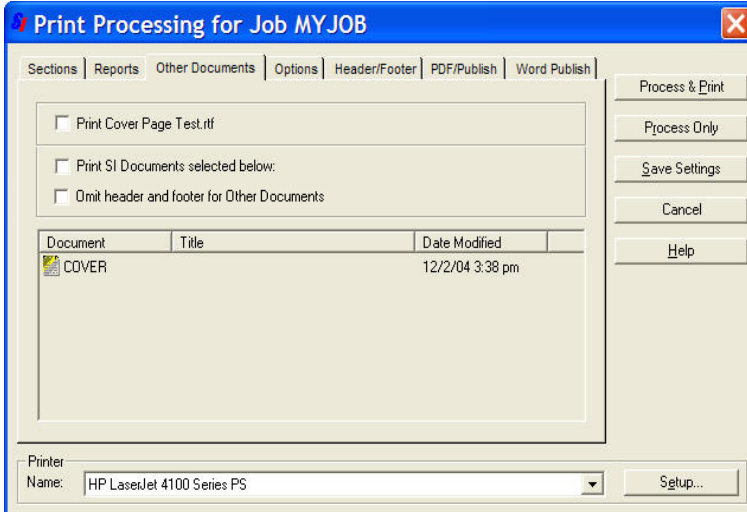 SI Print Processing for Job MYJOB
Sections Reports Other Documents Options Header/Footer PDF/Publish Word Publish
Process & Print
Print Cover Page Test.rtf
Process Only
Print SI Documents selected below:
Save Settings
Omit header and footer for Other Documents
Cancel
Document Title Date Modified
Help
COVER 12/2/04 3:38 pm
Printer
Name: HP LaserJet 4100 Series PS
Setup...